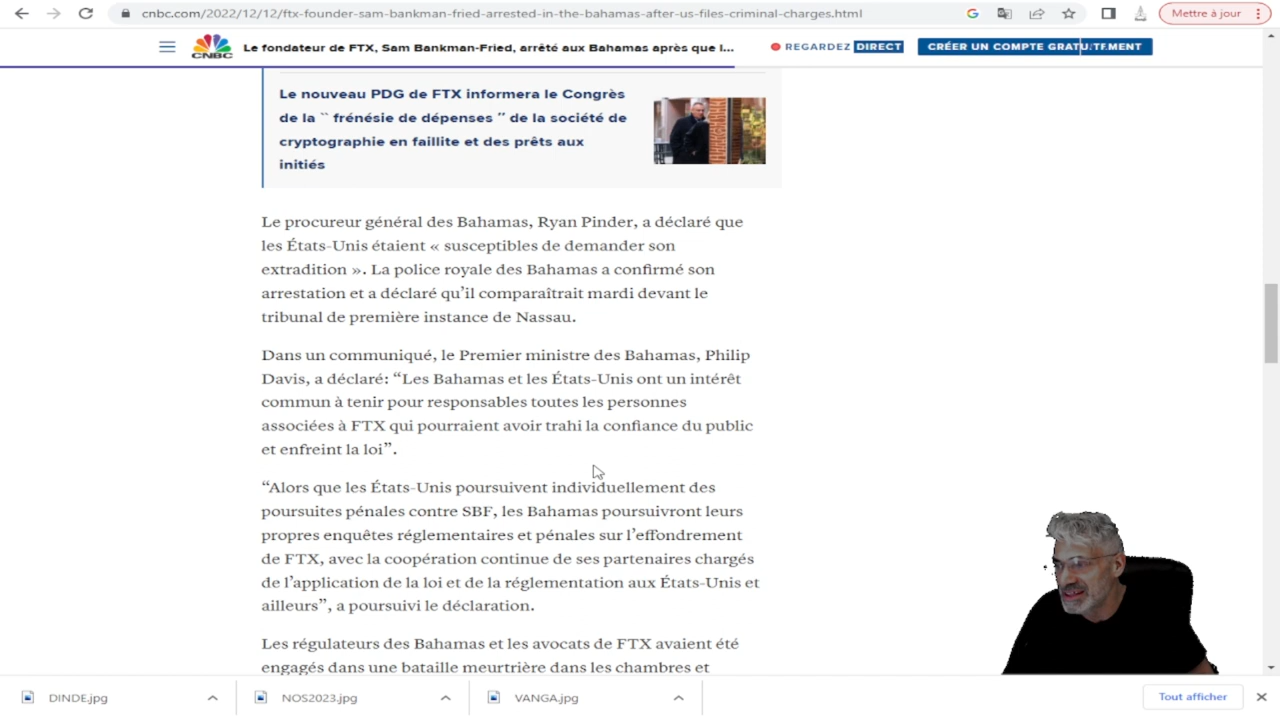 cnbc.com/2022/12/12/ftx-founder-sam-bankman-fried-arrested-in-the-bahamas-after-us-files-criminal-charges.html
Mettre à jour
CNBC
Le fondateur de FTX, Sam Bankman-Fried, arrêté aux Bahamas après que l...
REGARDEZ DIRECT
CRÉER UN COMPTE GRATUITEMENT
Le nouveau PDG de FTX informera le Congrès
de la `` frénésie de dépenses '' de la société de
cryptographie en faillite et des prêts aux
initiés
Le procureur général des Bahamas, Ryan Pinder, a déclaré que
les États-Unis étaient « susceptibles de demander son
extradition ». La police royale des Bahamas a confirmé son
arrestation et a déclaré qu’il comparaîtrait mardi devant le
tribunal de première instance de Nassau.
Dans un communiqué, le Premier ministre des Bahamas, Philip
Davis, a déclaré: “Les Bahamas et les États-Unis ont un intérêt
commun à tenir pour responsables toutes les personnes
associées à FTX qui pourraient avoir trahi la confiance du public
et enfreint la loi”.
“Alors que les États-Unis poursuivent individuellement des
poursuites pénales contre SBF, les Bahamas poursuivront leurs
propres enquêtes réglementaires et pénales sur l’effondrement
de FTX, avec la coopération continue de ses partenaires chargés
de l’application de la loi et de la réglementation aux États-Unis et
ailleurs”, a poursuivi le déclaration.
Les régulateurs des Bahamas et les avocats de FTX avaient été
engagés dans une bataille meurtrière dans les chambres et
DINDE.jpg
NOS2023.jpg
VANGA.jpg
Tout afficher